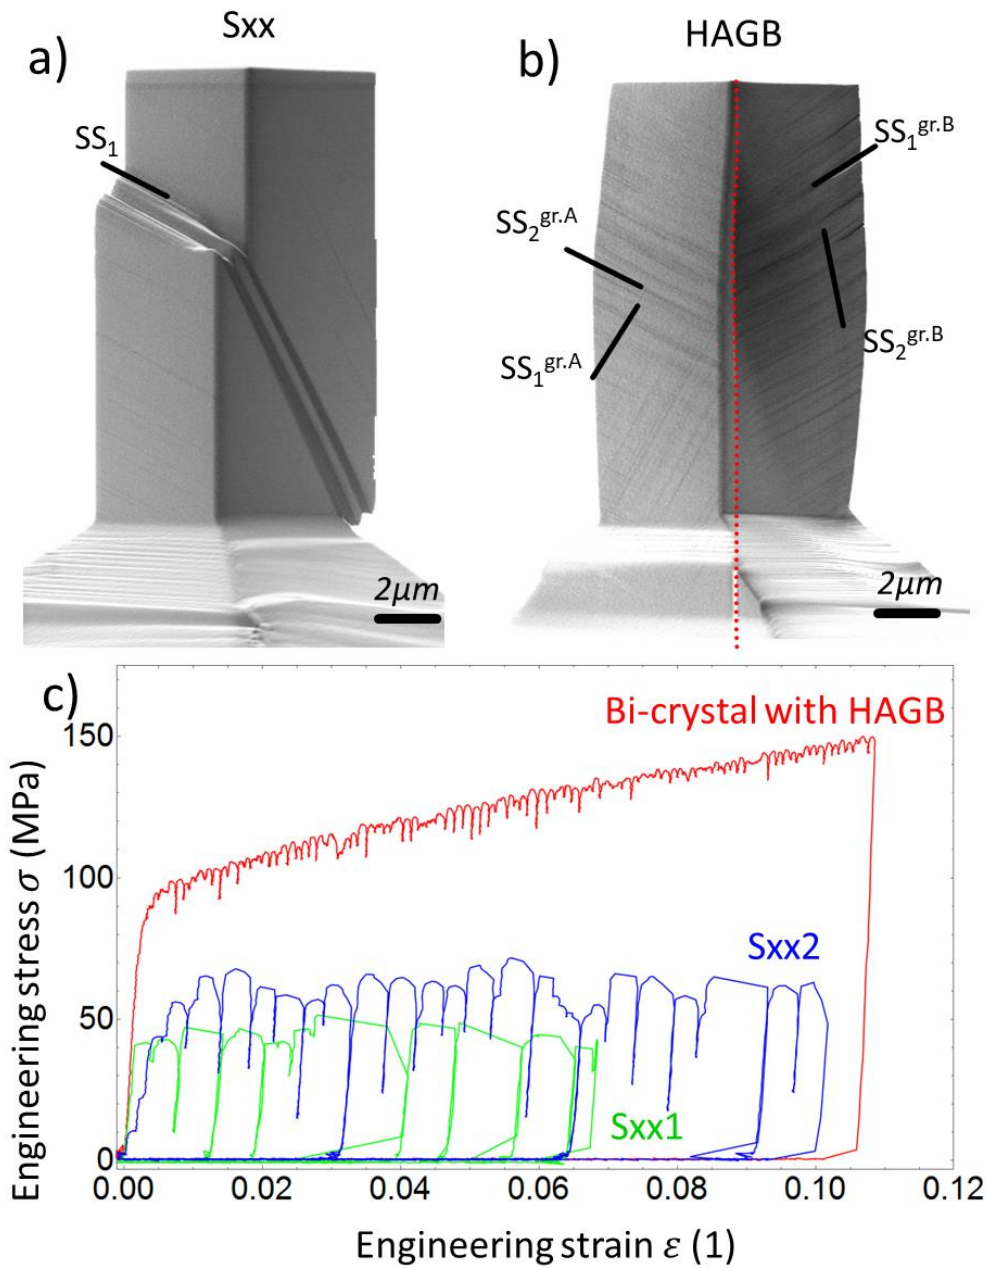 Sxx
HAGB
a)
b)
SS₁
SS₁ᵍʳ·ᴮ
SS₂ᵍʳ·ᴬ
SS₁ᵍʳ·ᴬ
SS₂ᵍʳ·ᴮ
2μm
2μm
c)
Bi-crystal with HAGB
Sxx2
Sxx1
150
100
50
0
Engineering stress σ (MPa)
0.00
0.02
0.04
0.06
0.08
0.10
0.12
Engineering strain ε (1)